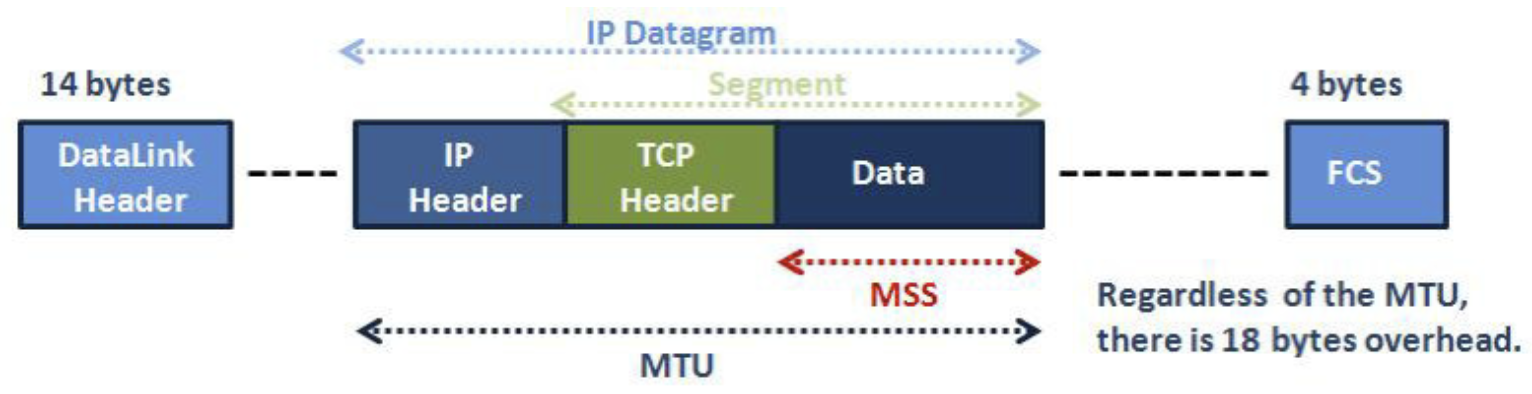 IP Datagram
14 bytes
Segment
4 bytes
DataLink
Header
IP
Header
TCP
Header
Data
FCS
MSS
MTU
Regardless of the MTU,
there is 18 bytes overhead.